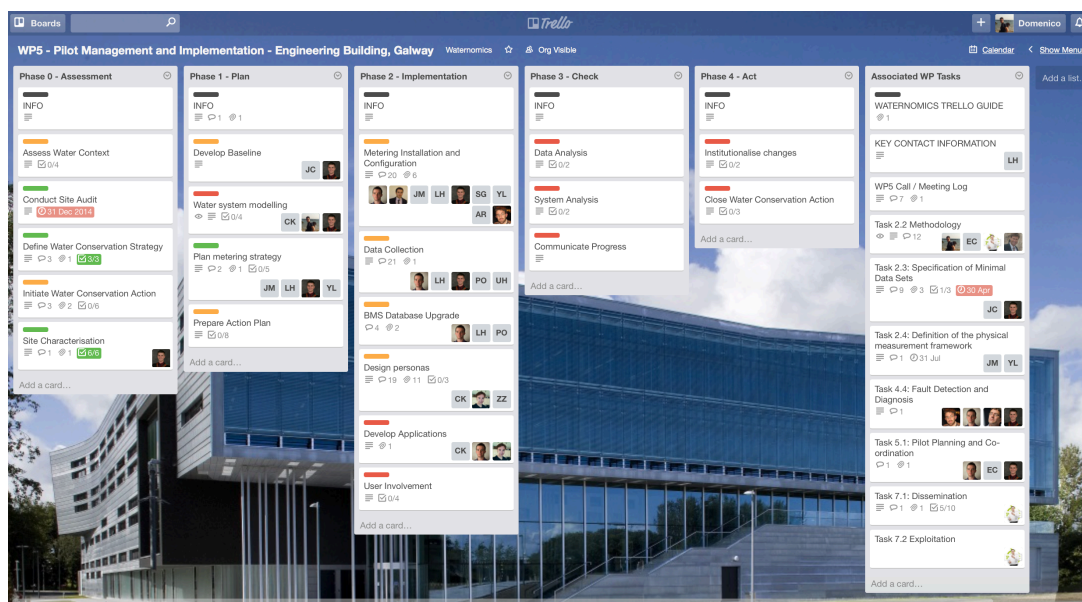 Boards
Trello
Domenico
WP5 - Pilot Management and Implementation - Engineering Building, Galway
Waternomics
Org Visible
Calendar
Show Menu
Phase 0 - Assessment
INFO
Assess Water Context
0/4
Conduct Site Audit
31 Dec 2014
Define Water Conservation Strategy
3 1 3/3
Initiate Water Conservation Action
3 2 0/6
Site Characterisation
1 1 6/6
Add a card...
Phase 1 - Plan
INFO
1 1
Develop Baseline
JC
Water system modelling
0/4
CK
Plan metering strategy
2 1 0/5
JM LH YL
Prepare Action Plan
0/8
Add a card...
Phase 2 - Implementation
INFO
Metering Installation and
Configuration
20 6
JM LH SG YL
AR
Data Collection
21 1
LH PO UH
BMS Database Upgrade
4 2
LH PO
Design personas
19 11 0/3
CK ZZ
Develop Applications
1
CK
User Involvement
0/4
Add a card...
Phase 3 - Check
INFO
Data Analysis
0/2
System Analysis
0/2
Communicate Progress
Add a card...
Phase 4 - Act
INFO
Institutionalise changes
0/2
Close Water Conservation Action
0/3
Add a card...
Associated WP Tasks
WATERNOMICS TRELLO GUIDE
1
KEY CONTACT INFORMATION
LH
WP5 Call / Meeting Log
7 1
Task 2.2 Methodology
12
EC
Task 2.3: Specification of Minimal
Data Sets
9 3 1/3 30 Apr
JC
Task 2.4: Definition of the physical
measurement framework
1 31 Jul
JM YL
Task 4.4: Fault Detection and
Diagnosis
1
Task 5.1: Pilot Planning and Co-
ordination
1 1
EC
Task 7.1: Dissemination
1 1 5/10
Task 7.2 Exploitation
Add a card...
Add a list...